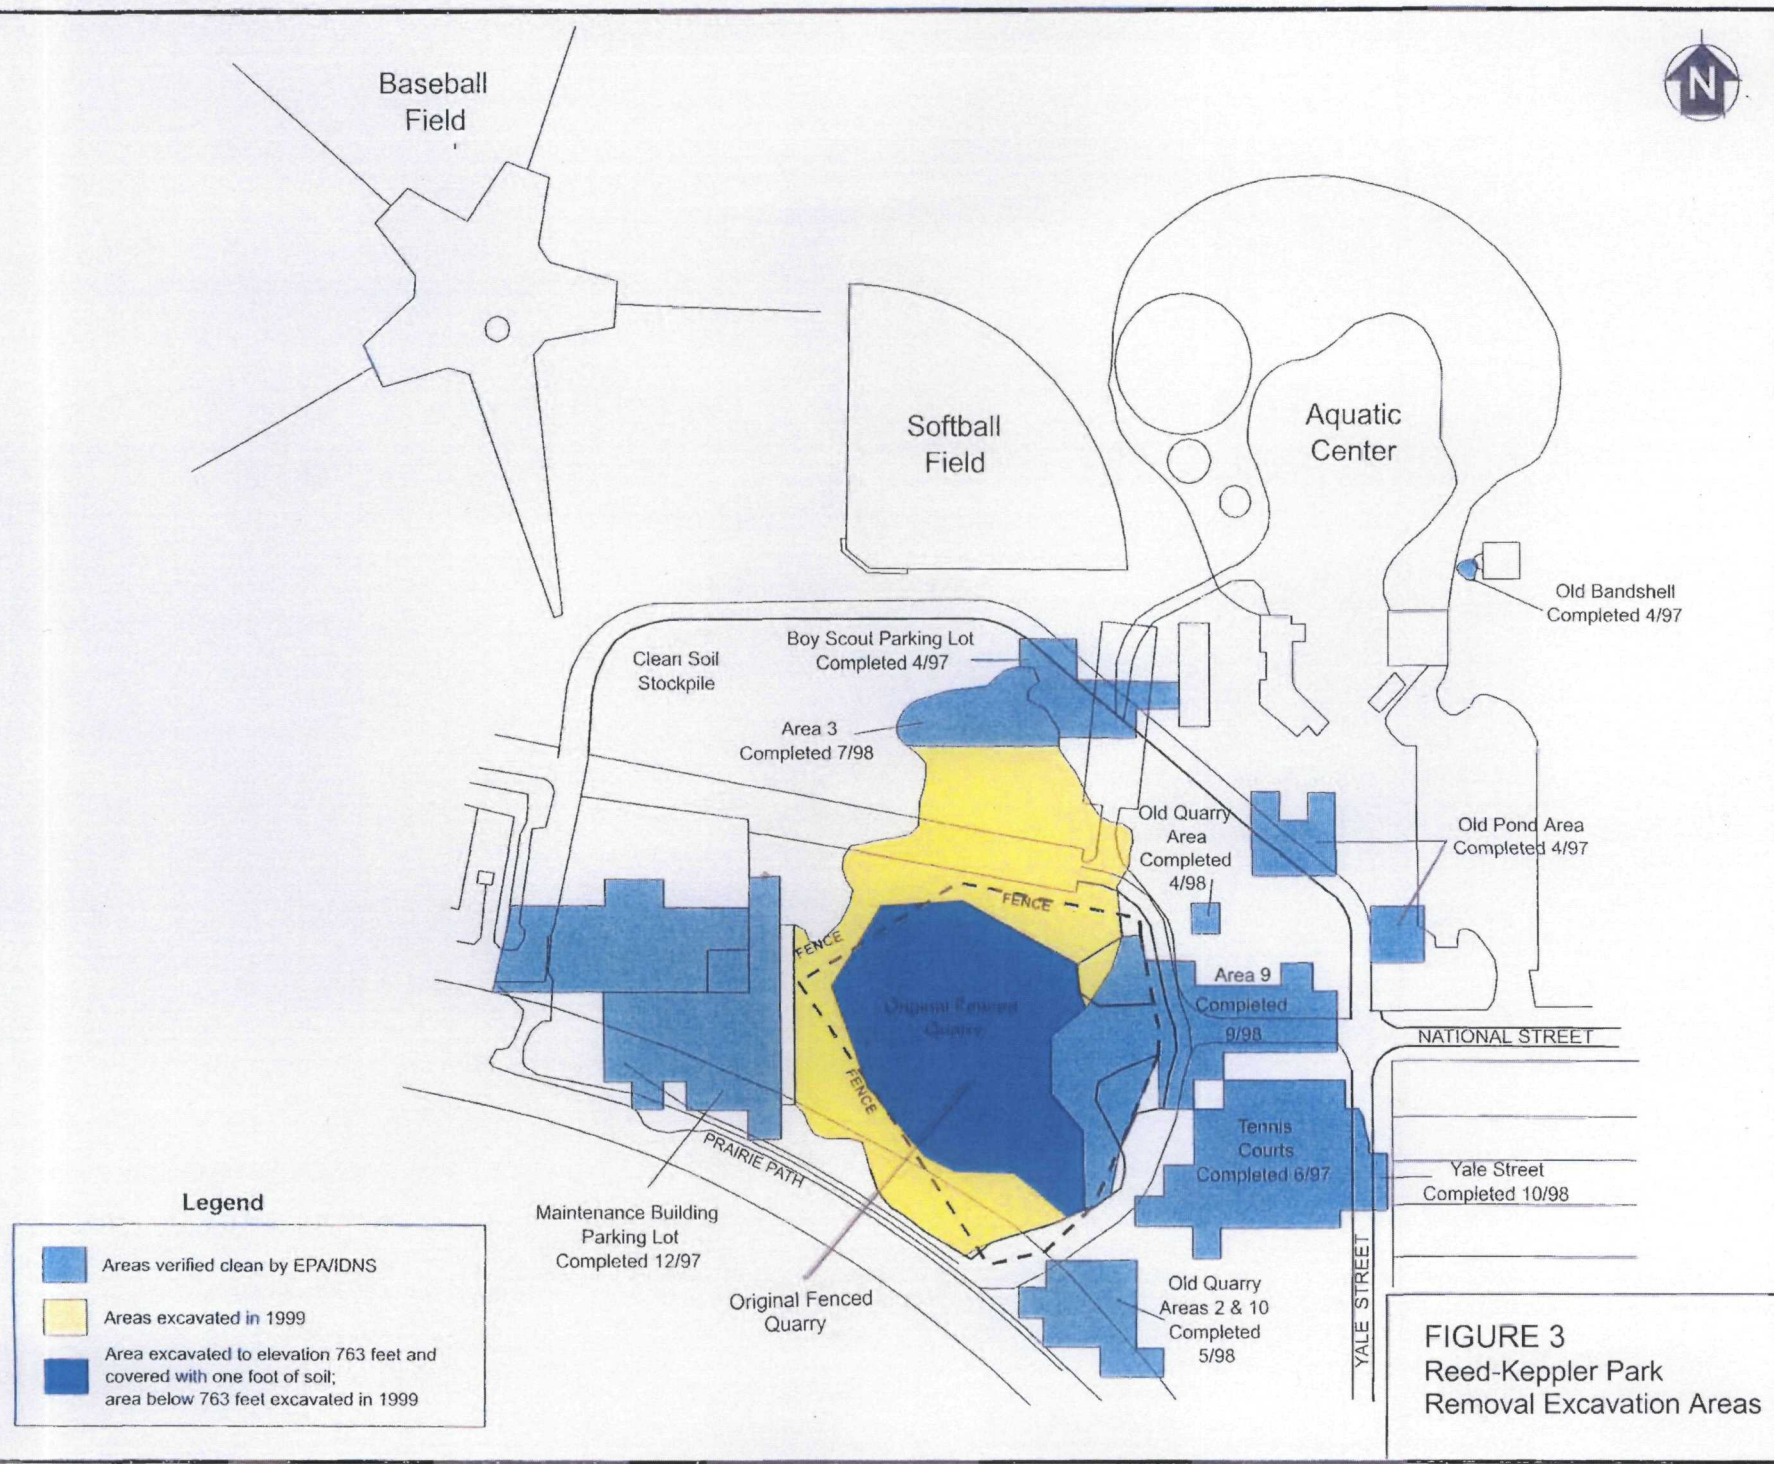 Baseball
Field
N
Softball
Field
Aquatic
Center
Old Bandshell
Completed 4/97
Boy Scout Parking Lot
Completed 4/97
Clean Soil
Stockpile
Area 3
Completed 7/98
Old Quarry
Area
Completed
4/98
Old Pond Area
Completed 4/97
FENCE
FENCE
Area 9
Completed
9/98
Original Fenced
Quarry
NATIONAL STREET
FENCE
Tennis
Courts
Completed 6/97
PRAIRIE PATH
Yale Street
Completed 10/98
Maintenance Building
Parking Lot
Completed 12/97
Original Fenced
Quarry
Old Quarry
Areas 2 & 10
Completed
5/98
YALE STREET
Legend
Areas verified clean by EPA/IDNS
Areas excavated in 1999
Area excavated to elevation 763 feet and
covered with one foot of soil;
area below 763 feet excavated in 1999
FIGURE 3
Reed-Keppler Park
Removal Excavation Areas